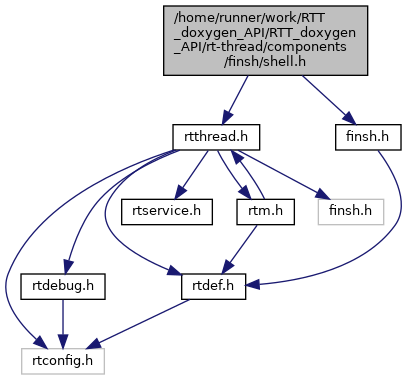 /home/runner/work/RTT
_doxygen_API/RTT_doxygen
_API/rt-thread/components
/finsh/shell.h
rtthread.h
finsh.h
rtservice.h
rtm.h
finsh.h
rtdebug.h
rtdef.h
rtconfig.h